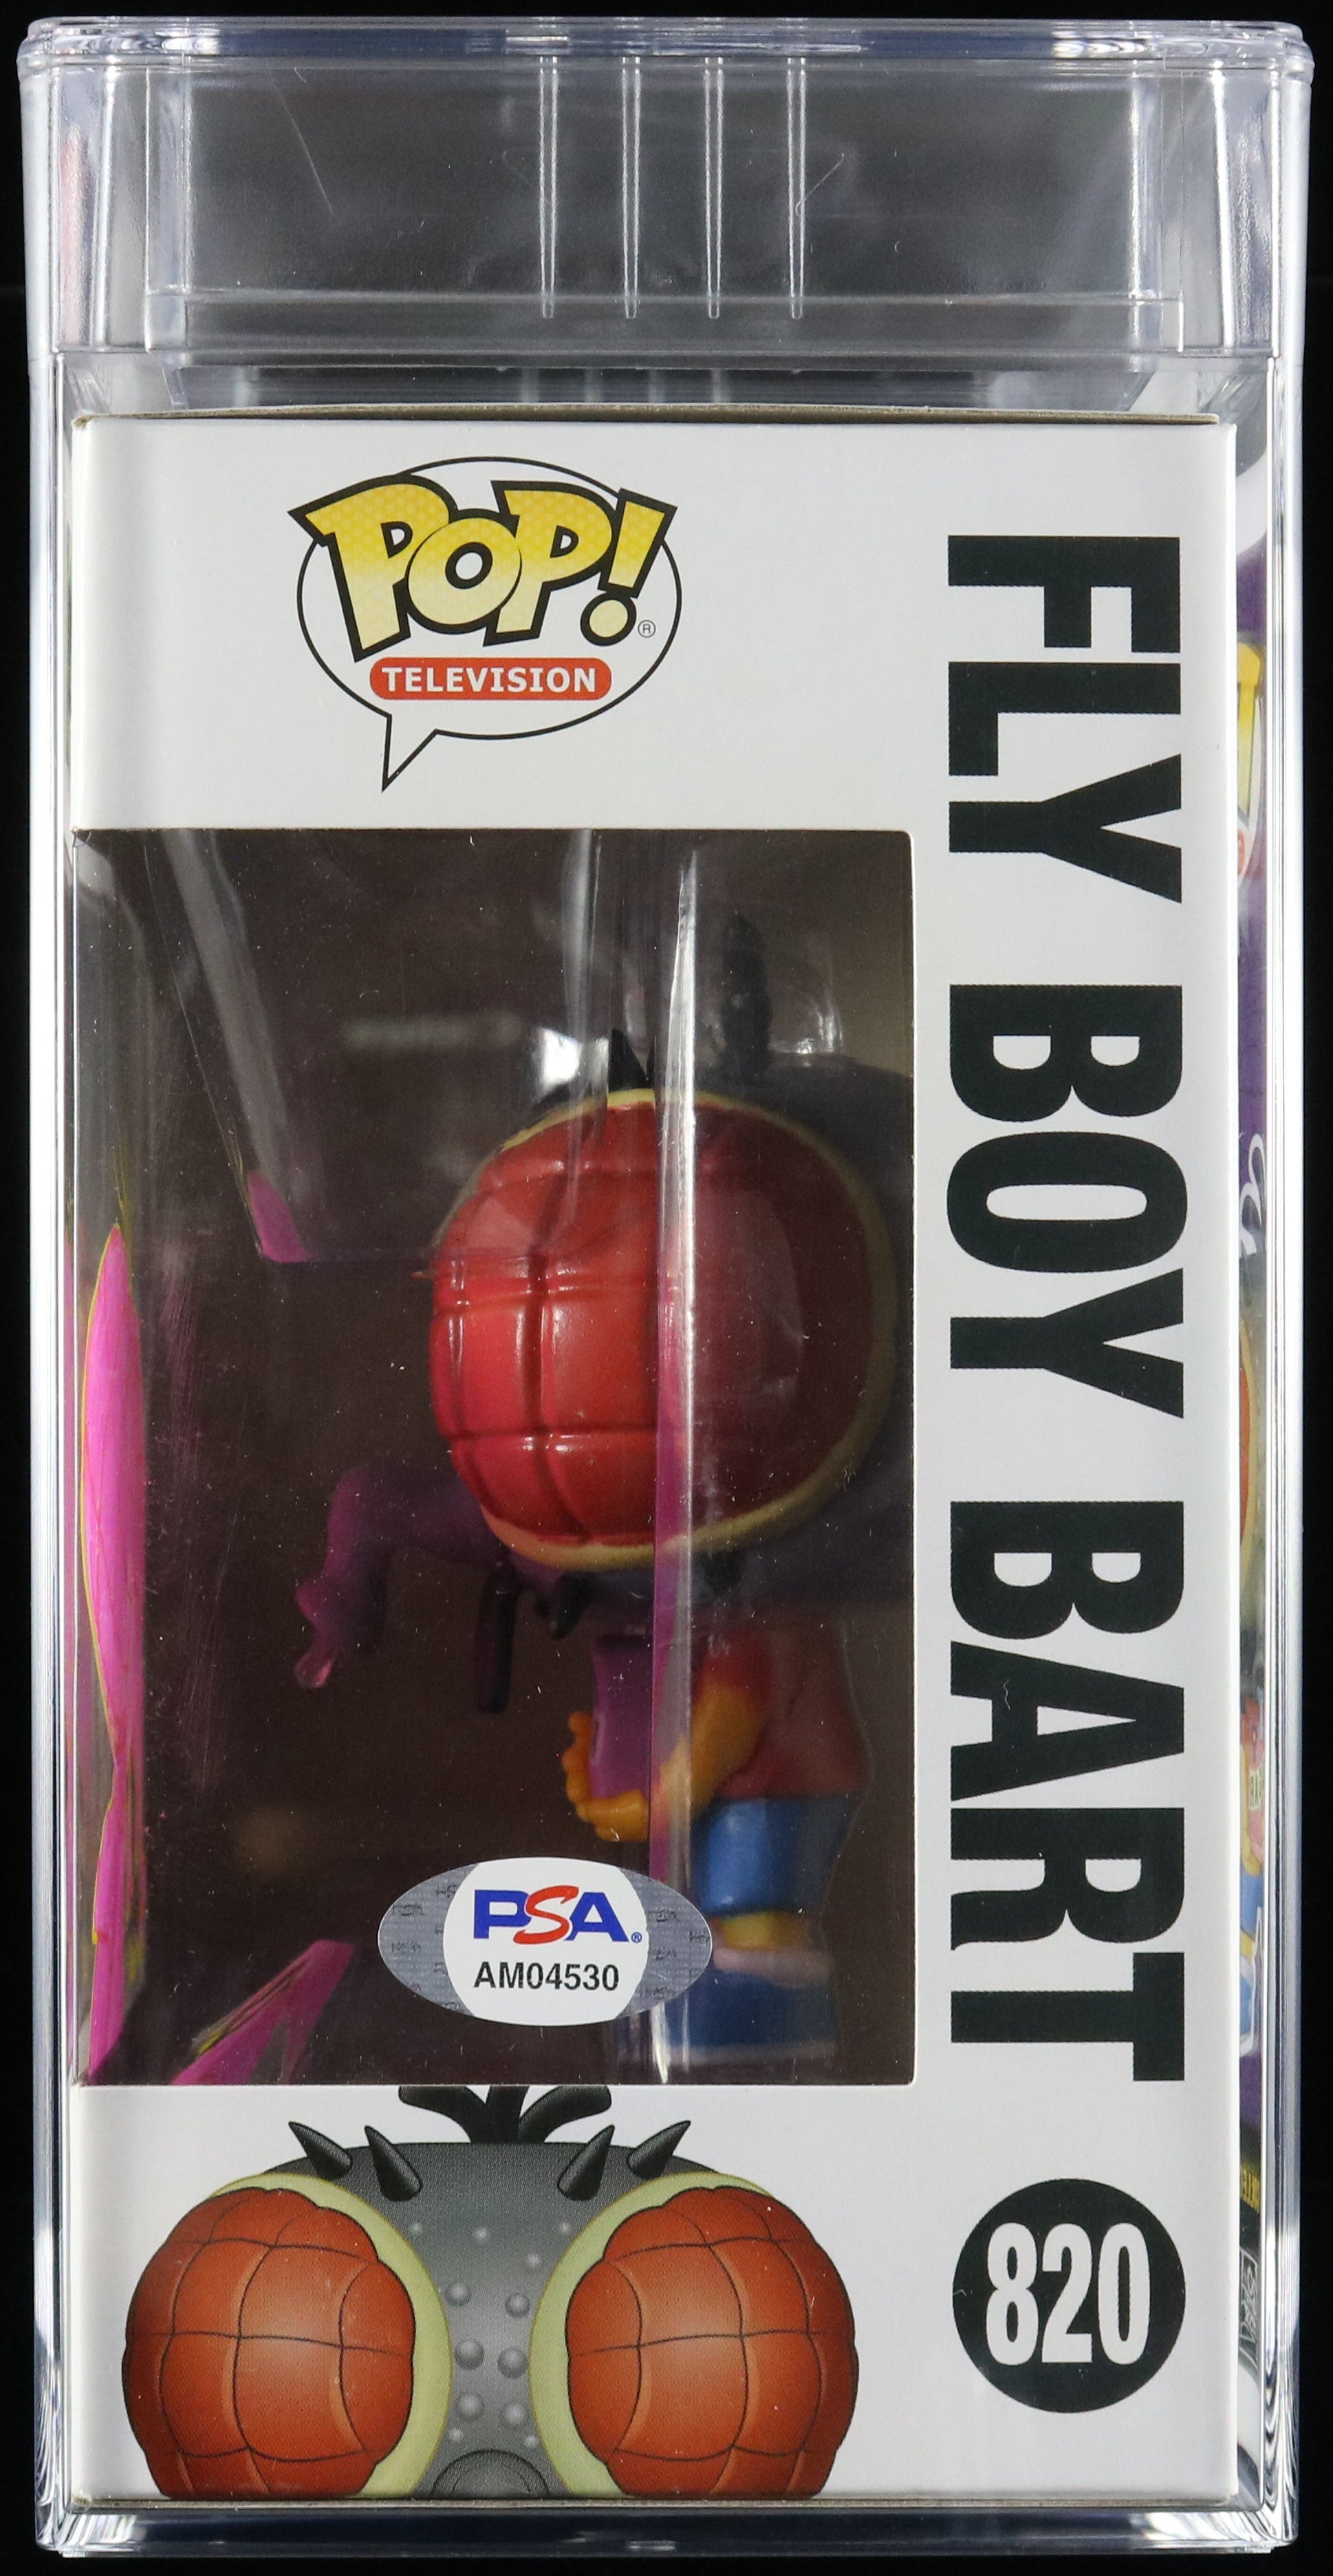 POP! ®
TELEVISION
FLY BOY BART
PSA®
AM04530
820